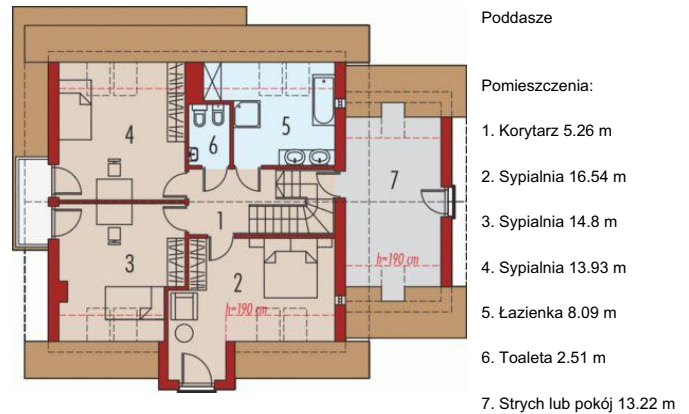 Poddasze
Pomieszczenia:
1. Korytarz 5.26 m
2. Sypialnia 16.54 m
3. Sypialnia 14.8 m
4. Sypialnia 13.93 m
5. Łazienka 8.09 m
6. Toaleta 2.51 m
7. Strych lub pokój 13.22 m
4
6
5
7
1
3
2
h=190 cm
h=190 cm